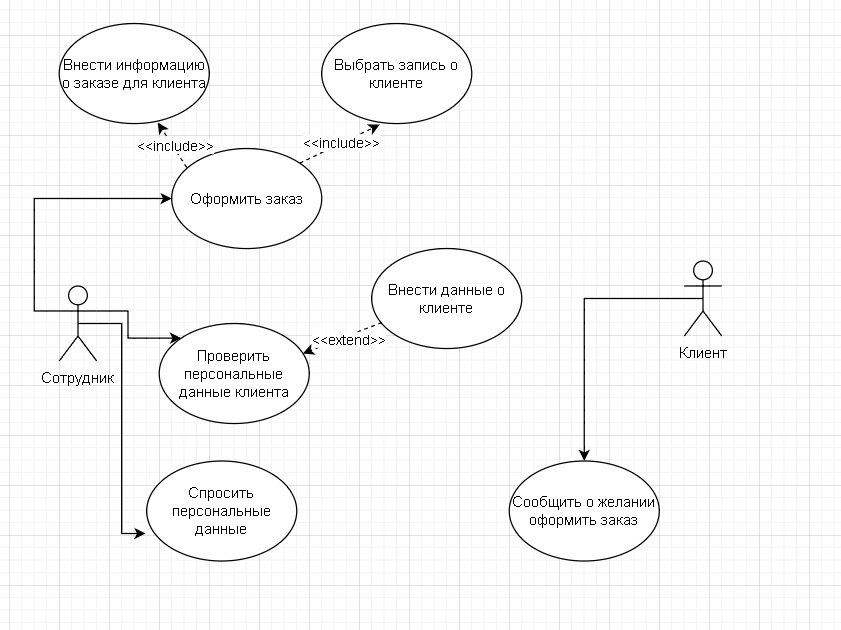 Внести информацию
о заказе для клиента
Выбрать запись о
клиенте
<<include>>
<<include>>
Оформить заказ
Внести данные о
клиенте
<<extend>>
Проверить
персональные
данные клиента
Сотрудник
Клиент
Спросить
персональные
данные
Сообщить о желании
оформить заказ